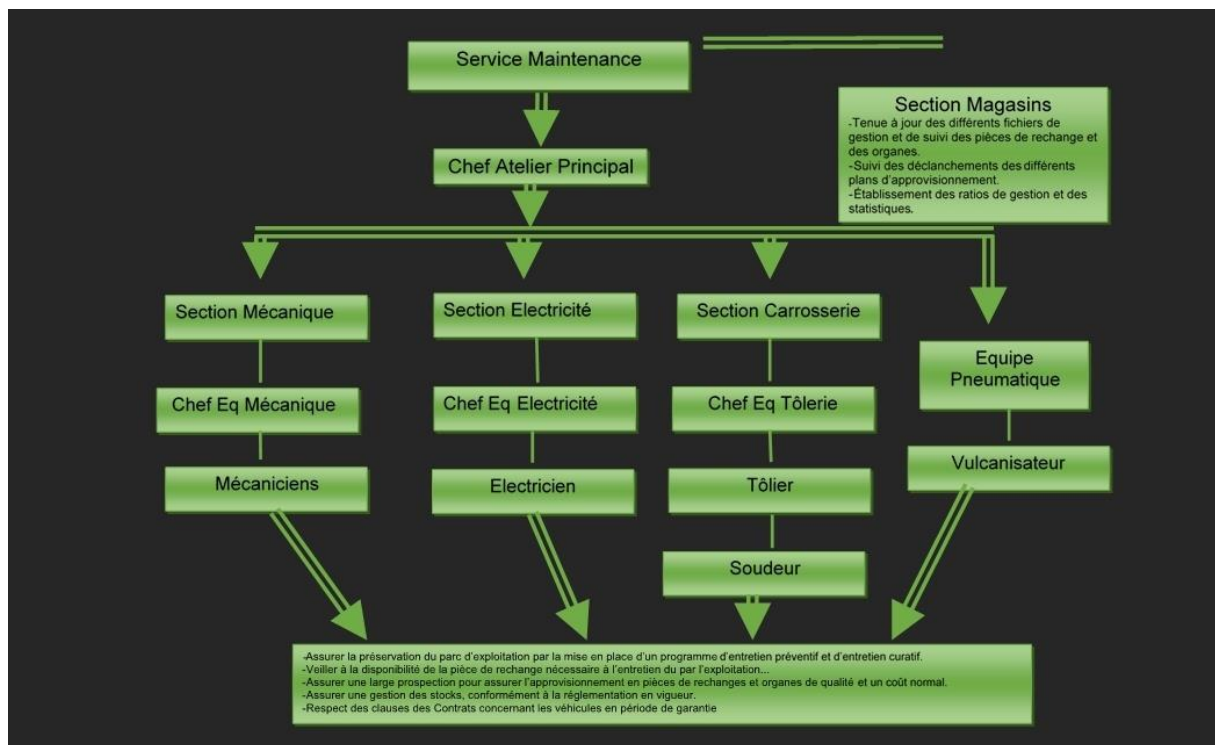 Service Maintenance
Section Magasins
-Tenue à jour des différents fichiers de
gestion et de suivi des pièces de rechange et
des organes.
-Suivi des déclanchements des différents
plans d'approvisionnement.
-Établissement des ratios de gestion et des
statistiques.
Chef Atelier Principal
Section Mécanique
Section Electricité
Section Carrosserie
Equipe
Pneumatique
Chef Eq Mécanique
Chef Eq Electricité
Chef Eq Tôlerie
Vulcanisateur
Mécaniciens
Electricien
Tôlier
Soudeur
-Assurer la préservation du parc d'exploitation par la mise en place d'un programme d'entretien préventif et d'entretien curatif.
-Veiller à la disponibilité de la pièce de rechange nécessaire à l'entretien du par l'exploitation...
-Assurer une large prospection pour assurer l'approvisionnement en pièces de rechanges et organes de qualité et un coût normal.
-Assurer une gestion des stocks, conformément à la réglementation en vigueur.
-Respect des clauses des Contrats concernant les véhicules en période de garantie